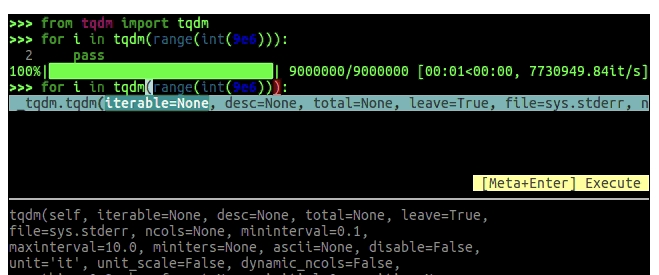 >>> from tqdm import tqdm
>>> for i in tqdm(range(int(9e6))):
2     pass
100%|██████████| 9000000/9000000 [00:01<00:00, 7730949.84it/s]
>>> for i in tqdm(range(int(9e6))):
_tqdm.tqdm(iterable=None, desc=None, total=None, leave=True, file=sys.stderr, n
[Meta+Enter] Execute
tqdm(self, iterable=None, desc=None, total=None, leave=True,
file=sys.stderr, ncols=None, mininterval=0.1,
maxinterval=10.0, miniters=None, ascii=None, disable=False,
unit='it', unit_scale=False, dynamic_ncols=False,